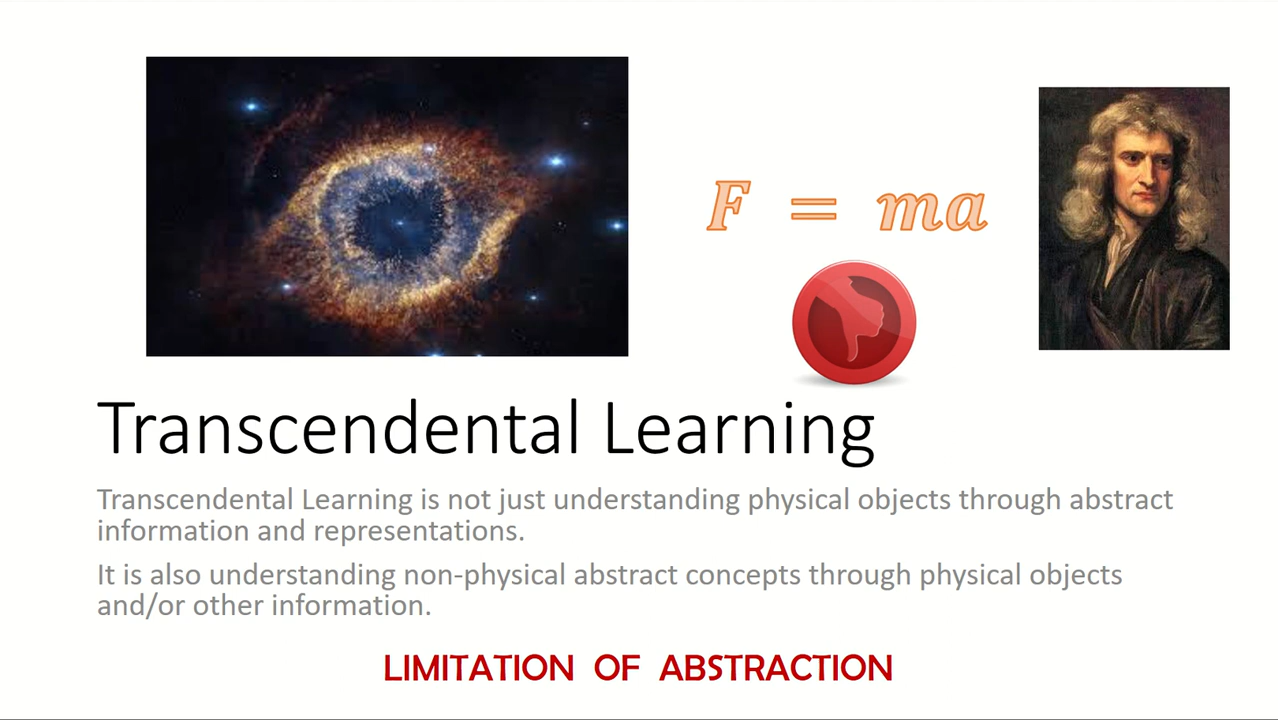 F = ma
Transcendental Learning
Transcendental Learning is not just understanding physical objects through abstract
information and representations.
It is also understanding non-physical abstract concepts through physical objects
and/or other information.
LIMITATION OF ABSTRACTION